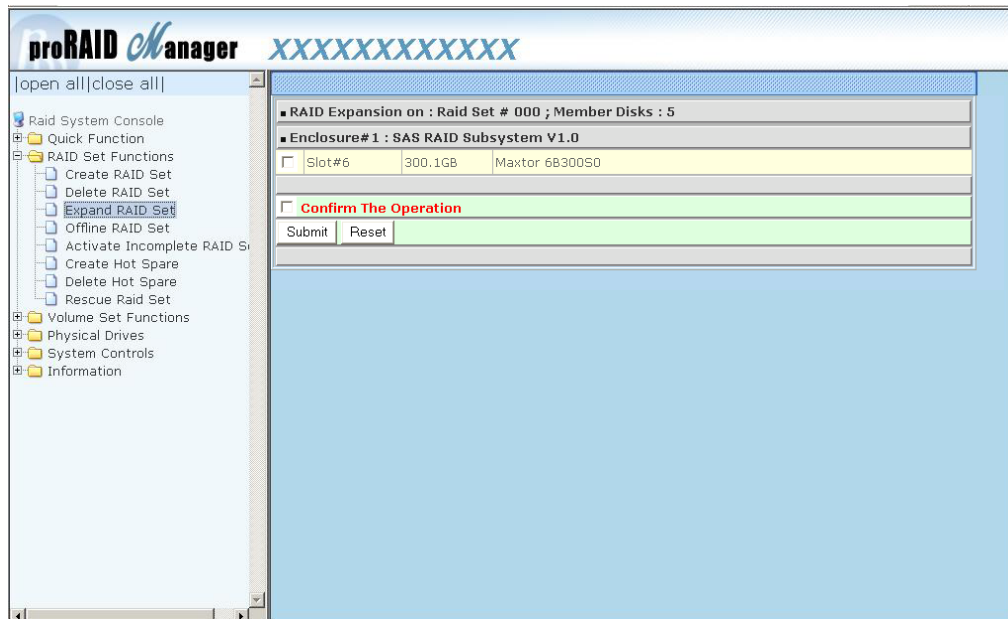 proRAID Manager XXXXXXXXXXXX
|open all|close all|
Raid System Console
Quick Function
RAID Set Functions
Create RAID Set
Delete RAID Set
Expand RAID Set
Offline RAID Set
Activate Incomplete RAID Se
Create Hot Spare
Delete Hot Spare
Rescue Raid Set
Volume Set Functions
Physical Drives
System Controls
Information
▪ RAID Expansion on : Raid Set # 000 ; Member Disks : 5
▪ Enclosure#1 : SAS RAID Subsystem V1.0
Slot#6 300.1GB Maxtor 6B300S0
Confirm The Operation
Submit Reset